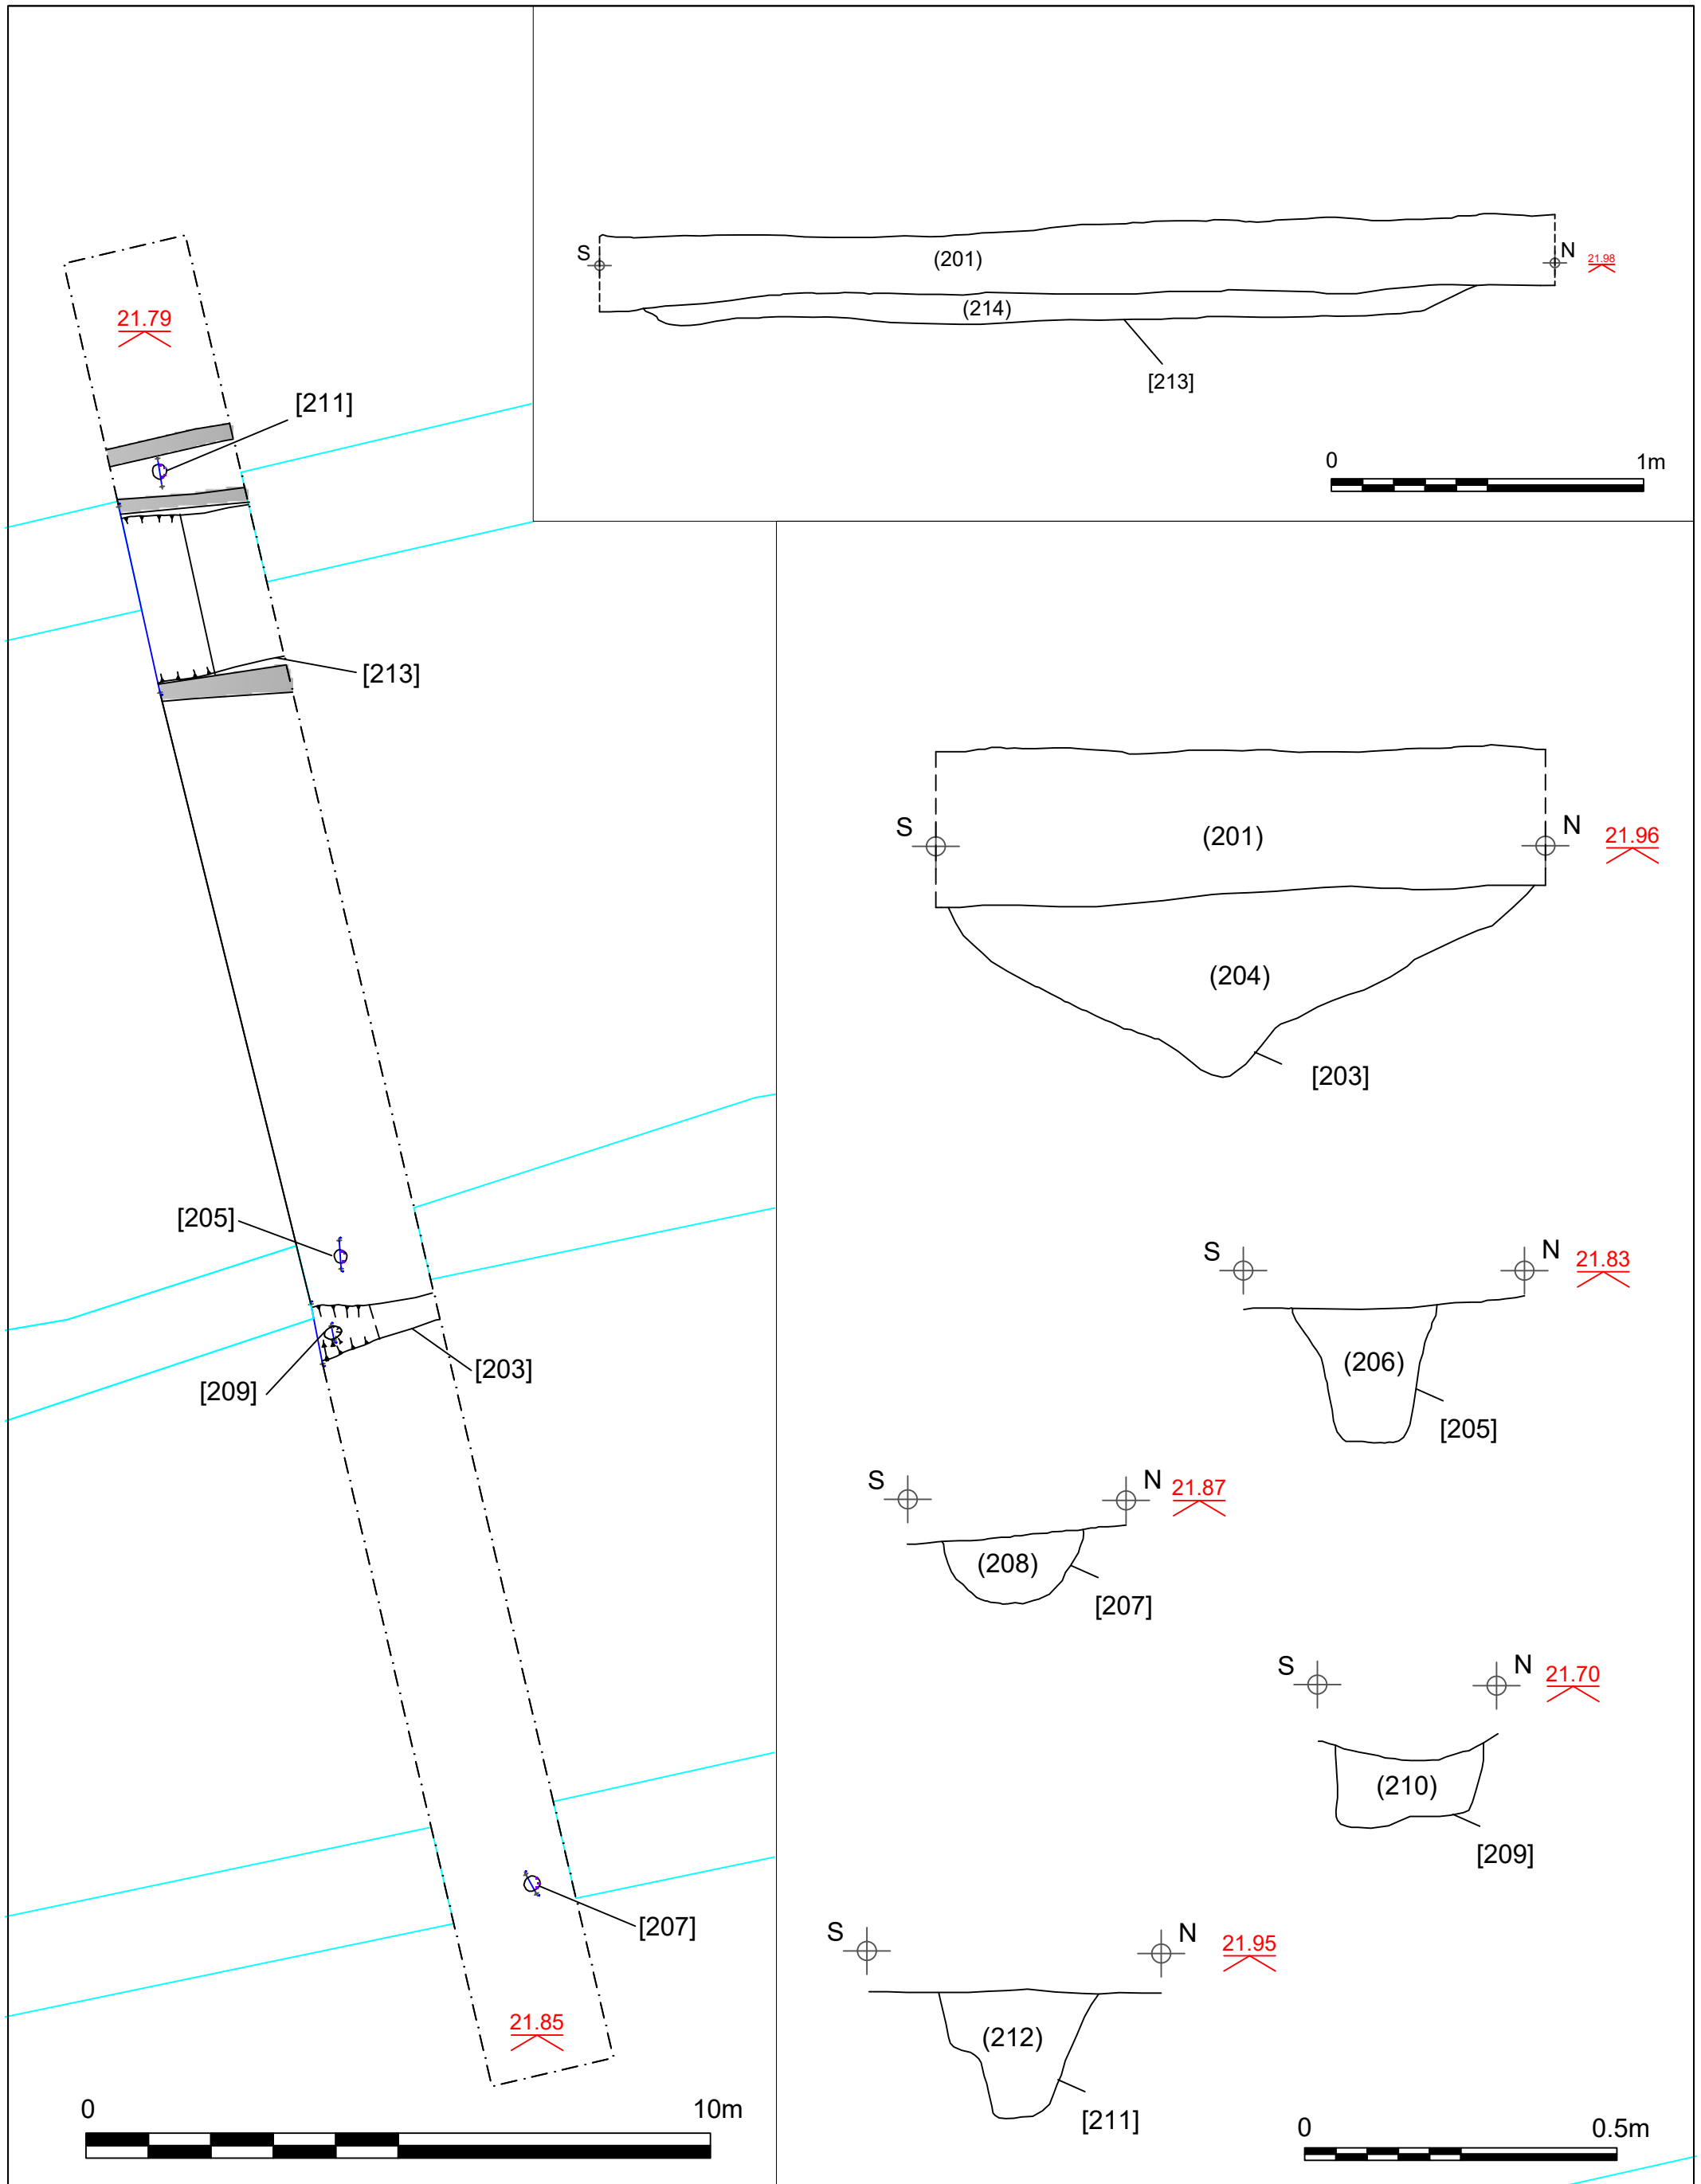 21.79
[211]
[213]
[205]
[209]
[203]
[207]
21.85
0 10m
S (201) N 21.98
(214)
[213]
0 1m
S (201) N 21.96
(204)
[203]
S N 21.83
(206)
[205]
S N 21.87
(208)
[207]
S N 21.70
(210)
[209]
S N 21.95
(212)
[211]
0 0.5m